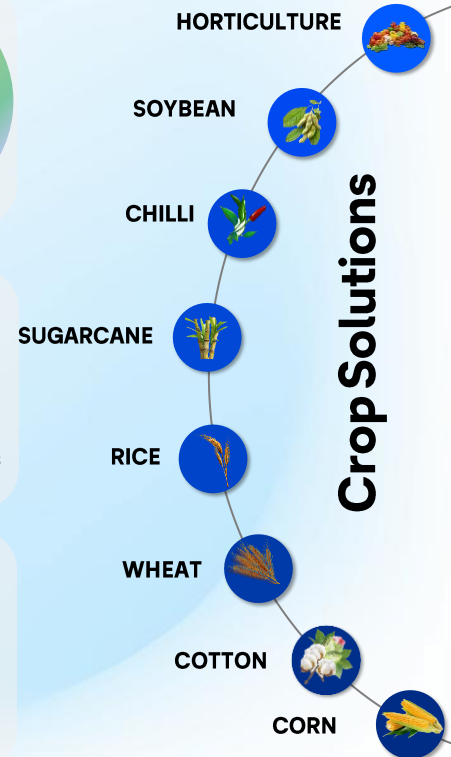 HORTICULTURE
SOYBEAN
CHILLI
SUGARCANE
RICE
WHEAT
COTTON
CORN
Crop Solutions